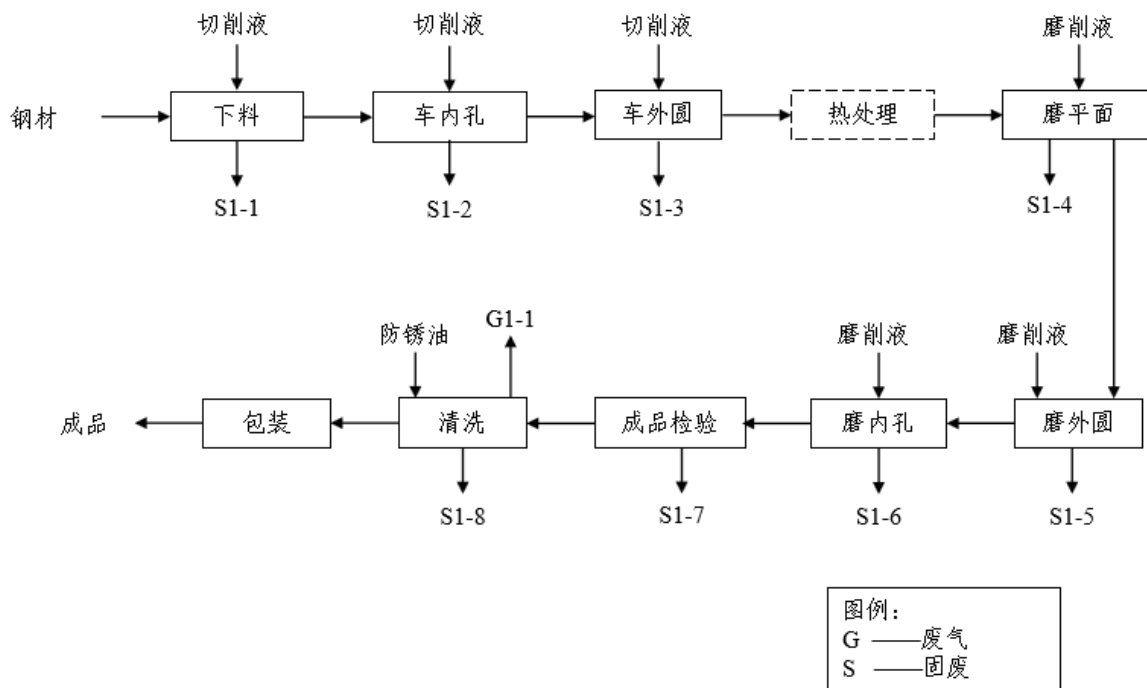 切削液
切削液
切削液
磨削液
钢材
下料
车内孔
车外圆
热处理
磨平面
S1-1
S1-2
S1-3
S1-4
防锈油
G1-1
磨削液
磨削液
成品
包装
清洗
成品检验
磨内孔
磨外圆
S1-8
S1-7
S1-6
S1-5
图例：
G ——废气
S ——固废